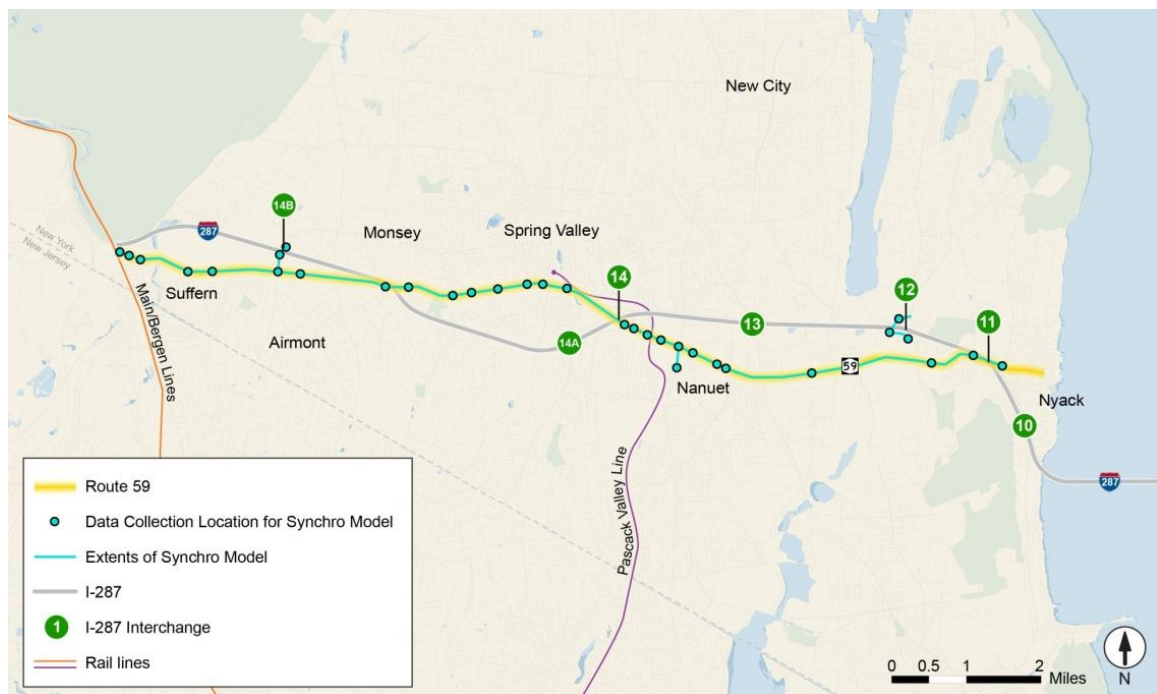 New City
14B
287
Monsey
Spring Valley
New York
New Jersey
Suffern
14
12
13
11
Main/Bergen Lines
Airmont
14A
59
Nanuet
Nyack
10
Pascack Valley Line
287
Route 59
Data Collection Location for Synchro Model
Extents of Synchro Model
I-287
1 I-287 Interchange
Rail lines
0 0.5 1 2 Miles
N